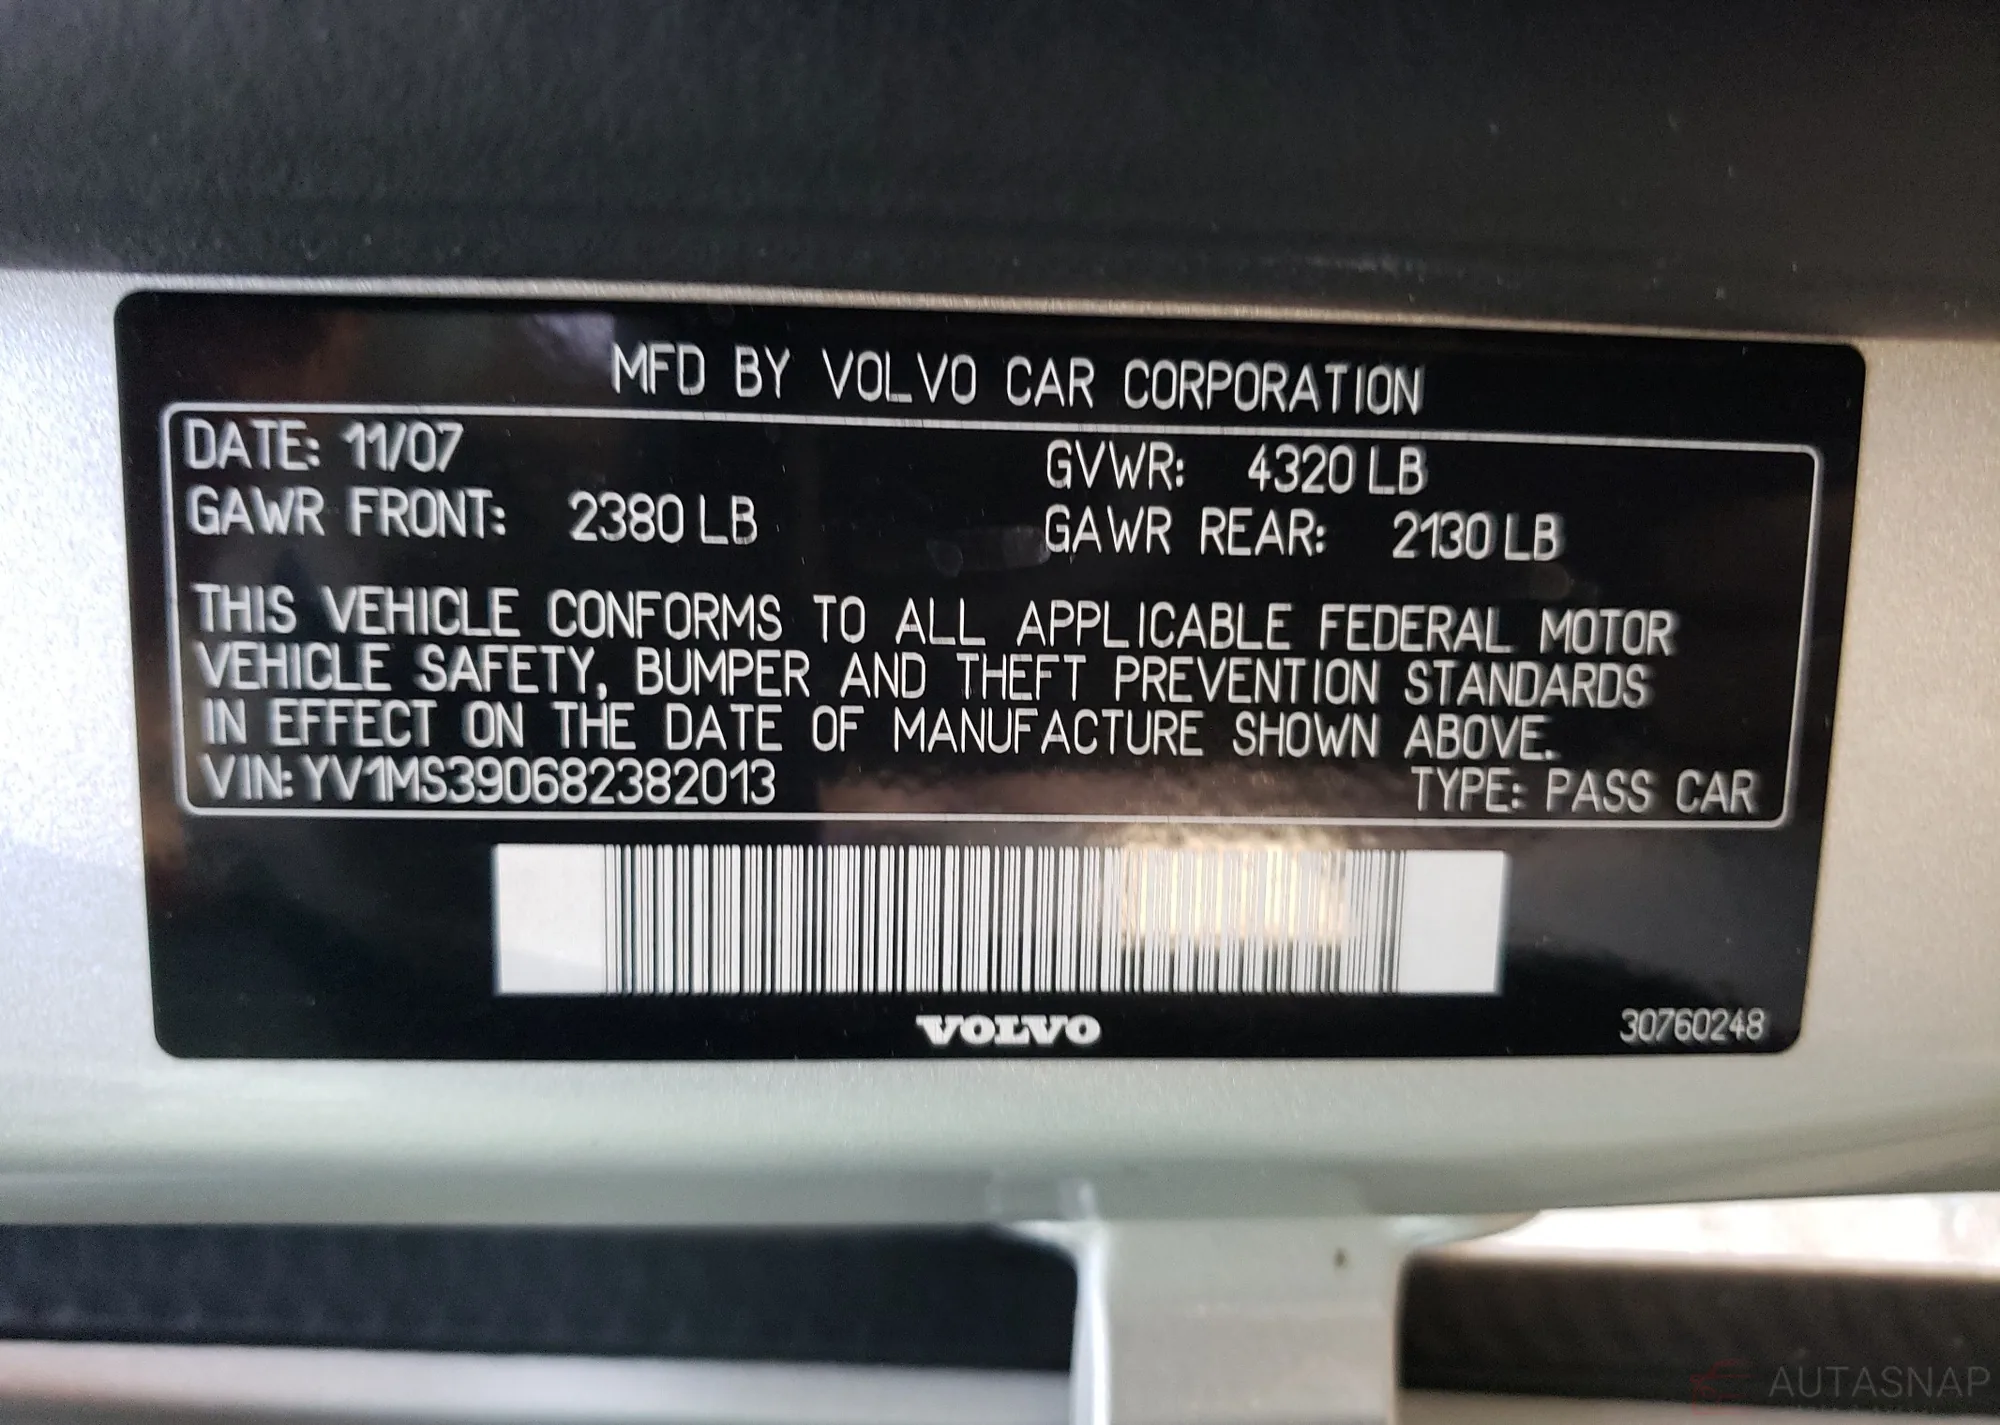 MFD BY VOLVO CAR CORPORATION
DATE: 11/07 GVWR: 4320 LB
GAWR FRONT: 2380 LB GAWR REAR: 2130 LB
THIS VEHICLE CONFORMS TO ALL APPLICABLE FEDERAL MOTOR
VEHICLE SAFETY, BUMPER AND THEFT PREVENTION STANDARDS
IN EFFECT ON THE DATE OF MANUFACTURE SHOWN ABOVE.
VIN: YV1MS390682382013 TYPE: PASS CAR
VOLVO
30760248
AUTASNAP